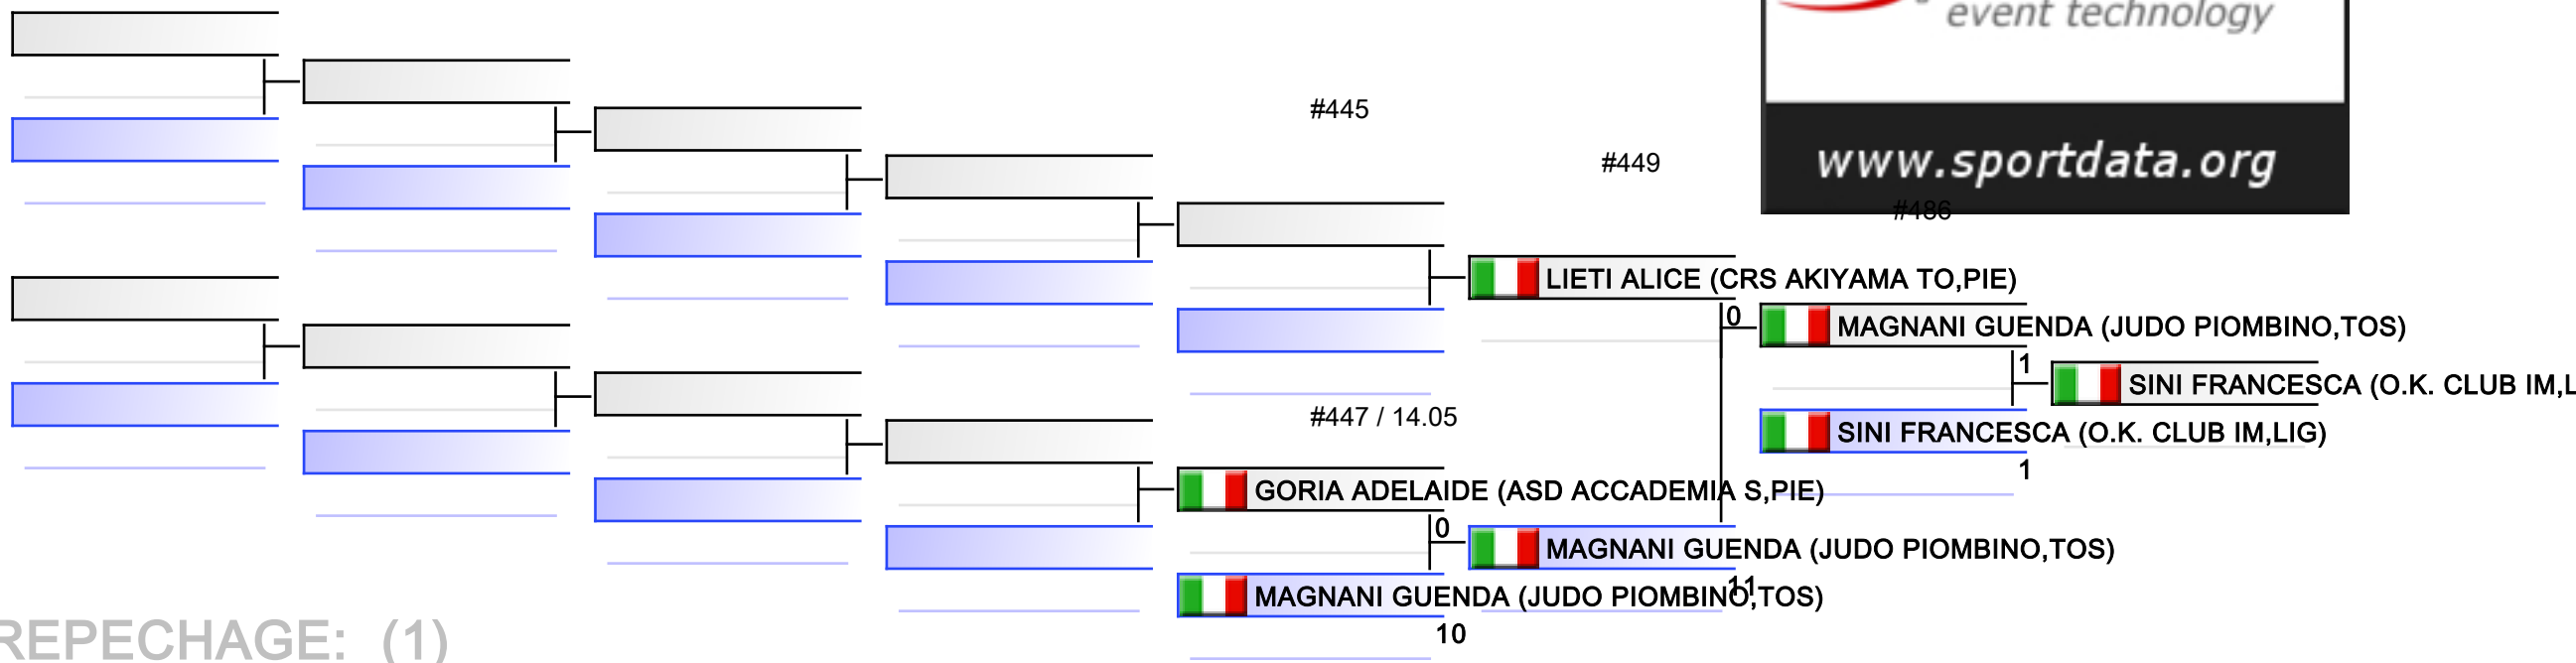 event technology
www.sportdata.org
#445
#449
#486
LIETI ALICE (CRS AKIYAMA TO,PIE)
0
MAGNANI GUENDA (JUDO PIOMBINO,TOS)
1
SINI FRANCESCA (O.K. CLUB IM,L
#447 / 14.05
SINI FRANCESCA (O.K. CLUB IM,LIG)
1
GORIA ADELAIDE (ASD ACCADEMIA S,PIE)
0
MAGNANI GUENDA (JUDO PIOMBINO,TOS)
11
MAGNANI GUENDA (JUDO PIOMBINO,TOS)
10
REPECHAGE: (1)